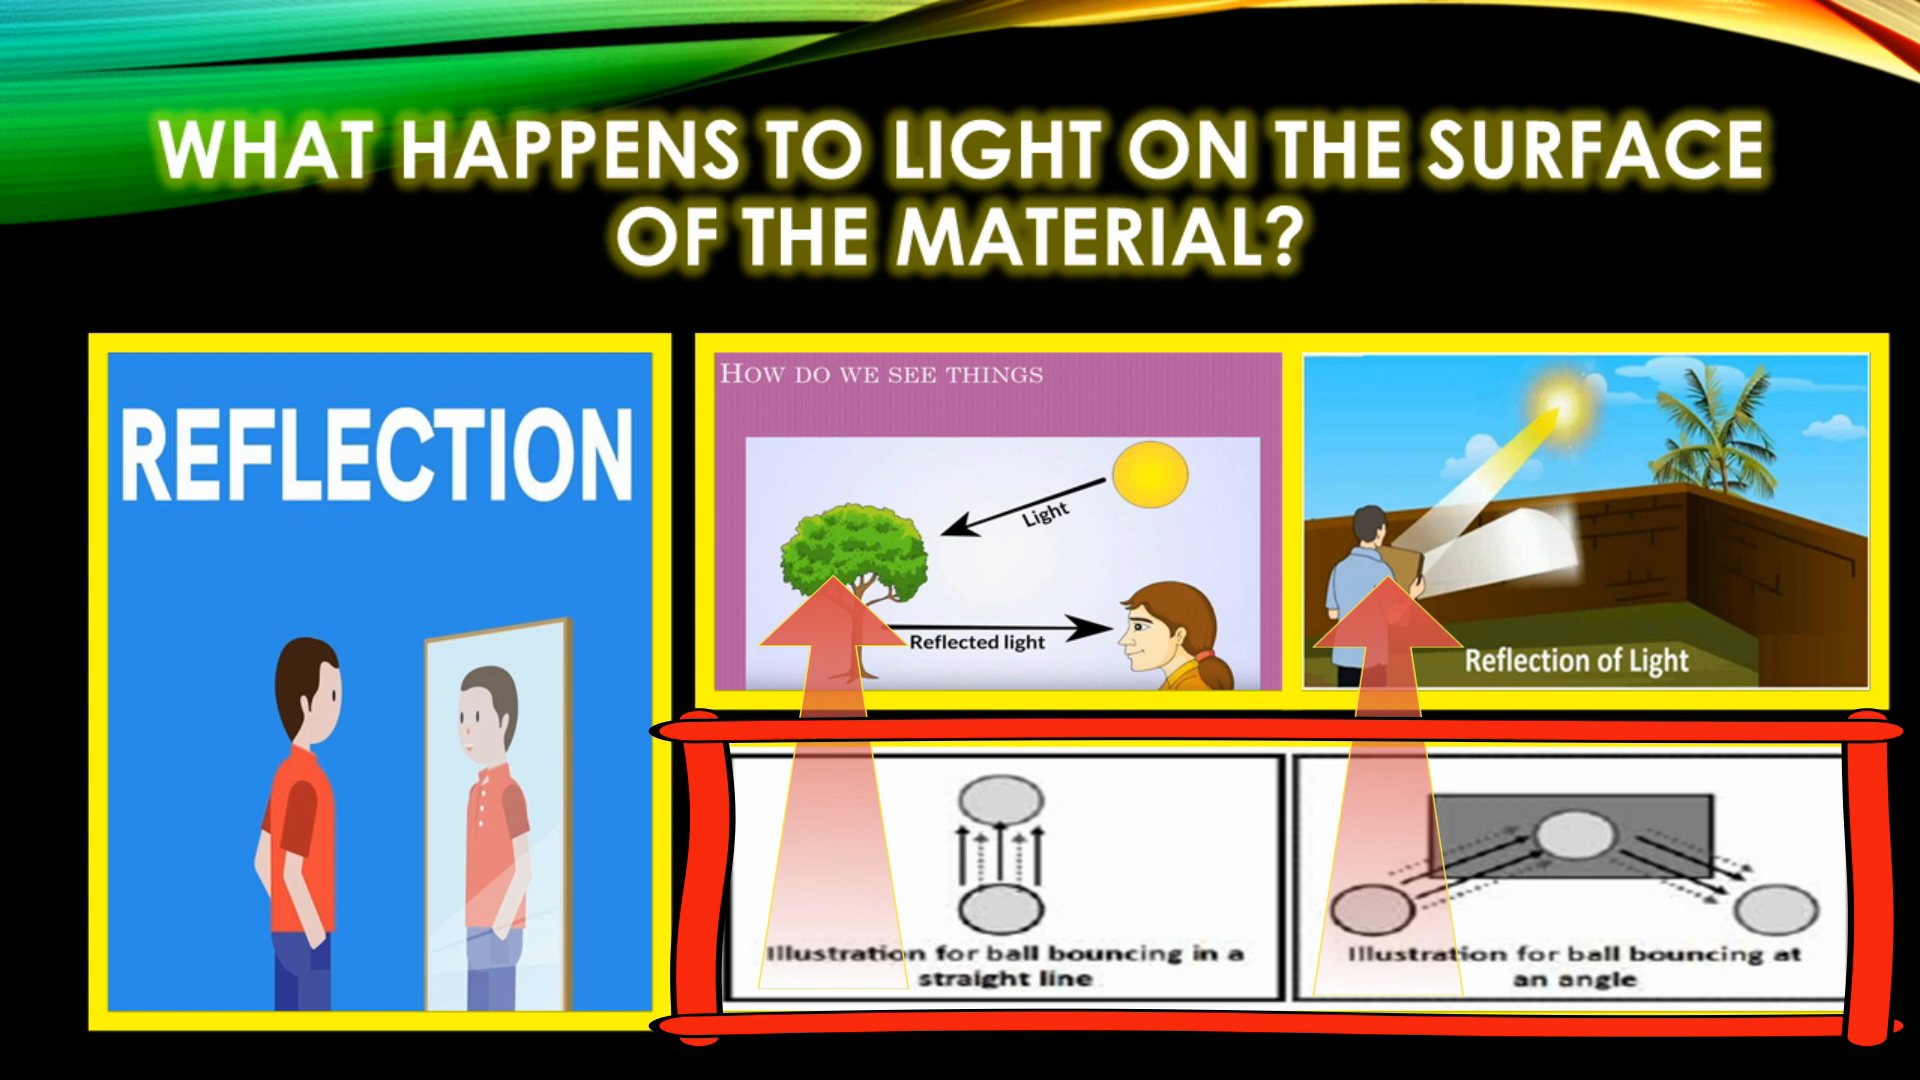 WHAT HAPPENS TO LIGHT ON THE SURFACE
OF THE MATERIAL?
REFLECTION
HOW DO WE SEE THINGS
Light
Reflected light
Reflection of Light
Illustration for ball bouncing in a
straight line
Illustration for ball bouncing at
an angle